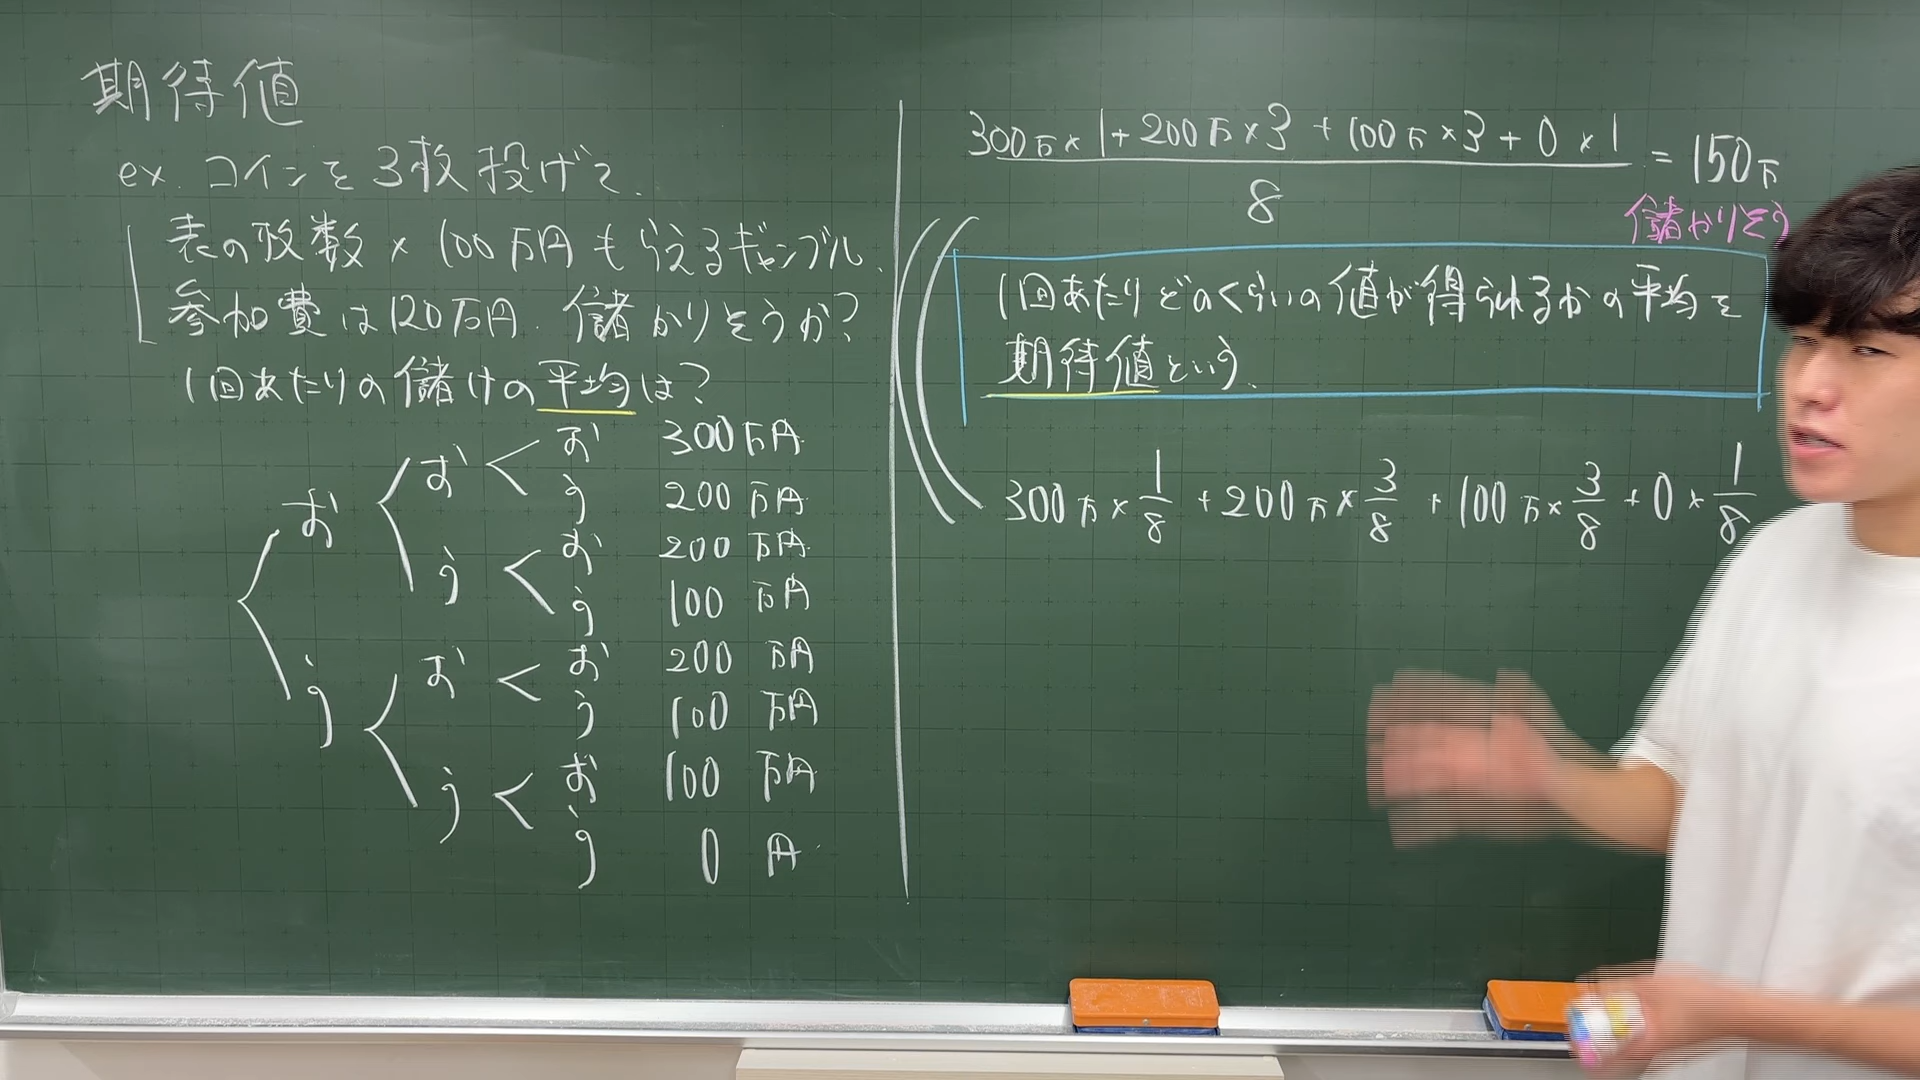 期待値
ex. コインを3枚投げて、
表の枚数 × 100万円もらえるギャンブル.
参加費は120万円. 儲かりそうか?
1回あたりの儲けの平均は?
お お お 300万円
う 200万円
う お 200万円
う 100万円
う お お 200万円
う 100万円
う お 100万円
う 0円
300万×1+200万×3+100万×3+0×1
8
= 150万
儲かりそう
1回あたりどのくらいの値が得られるかの平均を
期待値という.
300万×1/8+200万×3/8+100万×3/8+0×1/8